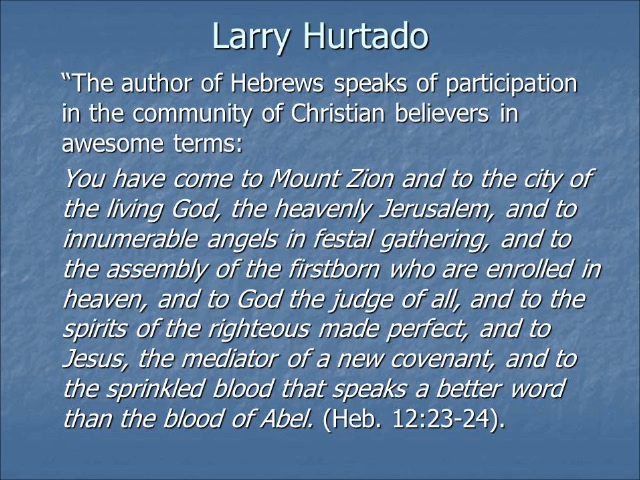 Larry Hurtado
“The author of Hebrews speaks of participation
in the community of Christian believers in
awesome terms:
You have come to Mount Zion and to the city of
the living God, the heavenly Jerusalem, and to
innumerable angels in festal gathering, and to
the assembly of the firstborn who are enrolled in
heaven, and to God the judge of all, and to the
spirits of the righteous made perfect, and to
Jesus, the mediator of a new covenant, and to
the sprinkled blood that speaks a better word
than the blood of Abel. (Heb. 12:23-24).